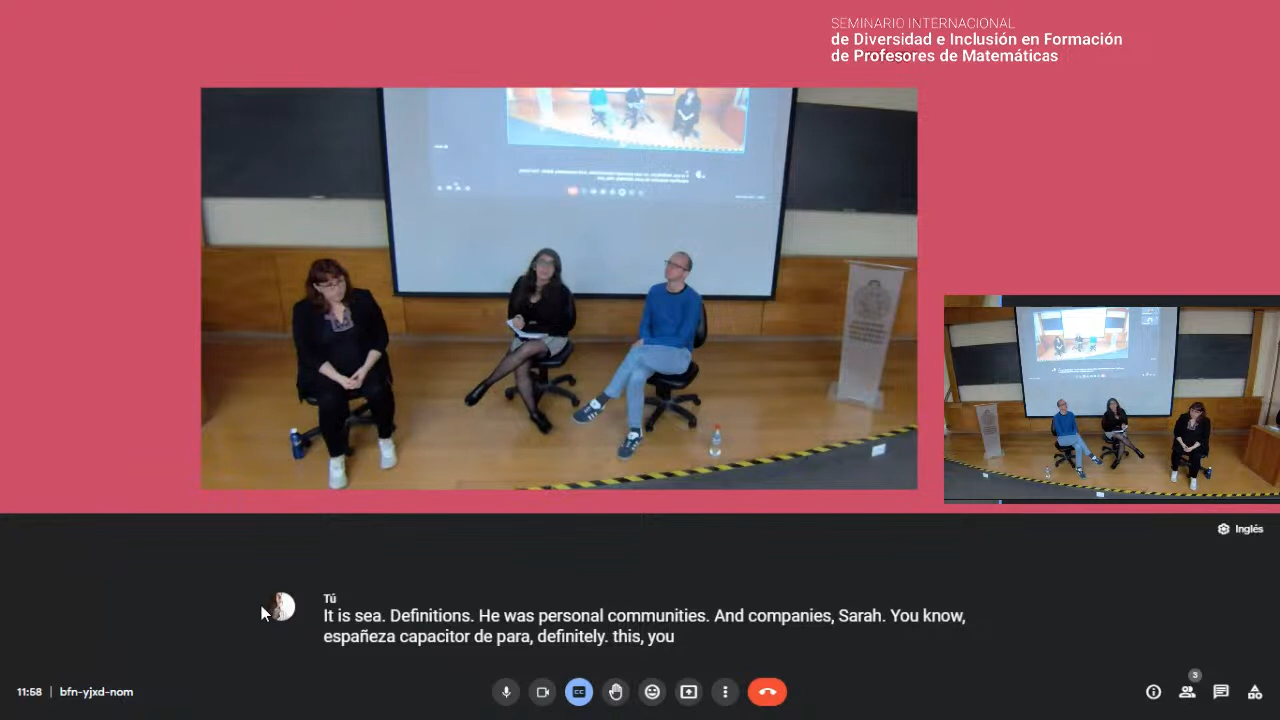 SEMINARIO INTERNACIONAL
de Diversidad e Inclusión en Formación
de Profesores de Matemáticas
Inglés
Tú
It is sea. Definitions. He was personal communities. And companies, Sarah. You know,
españeza capacitor de para, definitely. this, you
3
11:58 | bfn-yjxd-nom
CC